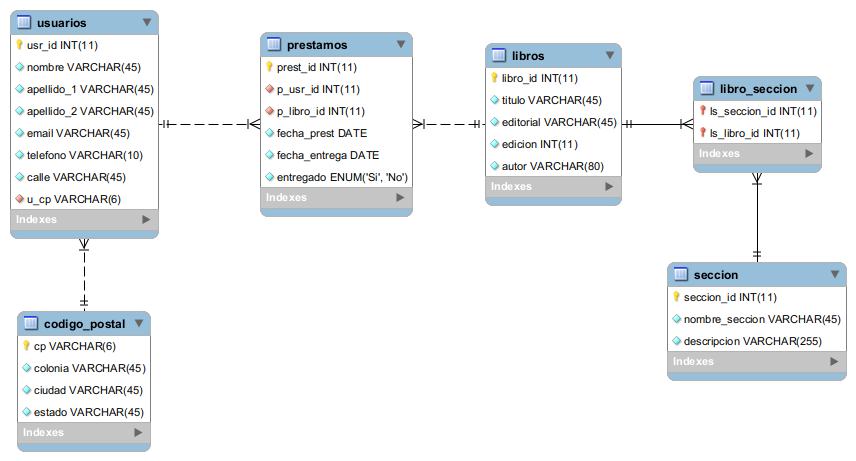 usuarios
usr_id INT(11)
nombre VARCHAR(45)
apellido_1 VARCHAR(45)
apellido_2 VARCHAR(45)
email VARCHAR(45)
telefono VARCHAR(10)
calle VARCHAR(45)
u_cp VARCHAR(6)
Indexes
prestamos
prest_id INT(11)
p_usr_id INT(11)
p_libro_id INT(11)
fecha_prest DATE
fecha_entrega DATE
entregado ENUM('Si', 'No')
Indexes
libros
libro_id INT(11)
titulo VARCHAR(45)
editorial VARCHAR(45)
edicion INT(11)
autor VARCHAR(80)
Indexes
libro_seccion
ls_seccion_id INT(11)
ls_libro_id INT(11)
Indexes
seccion
seccion_id INT(11)
nombre_seccion VARCHAR(45)
descripcion VARCHAR(255)
Indexes
codigo_postal
cp VARCHAR(6)
colonia VARCHAR(45)
ciudad VARCHAR(45)
estado VARCHAR(45)
Indexes